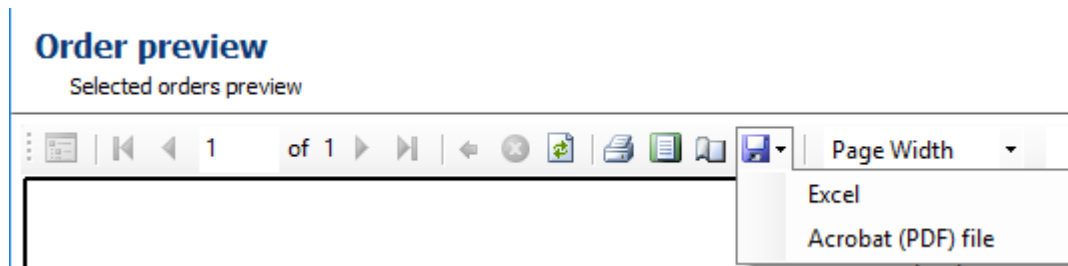 Order preview
Selected orders preview
1 of 1 Page Width
Excel
Acrobat (PDF) file